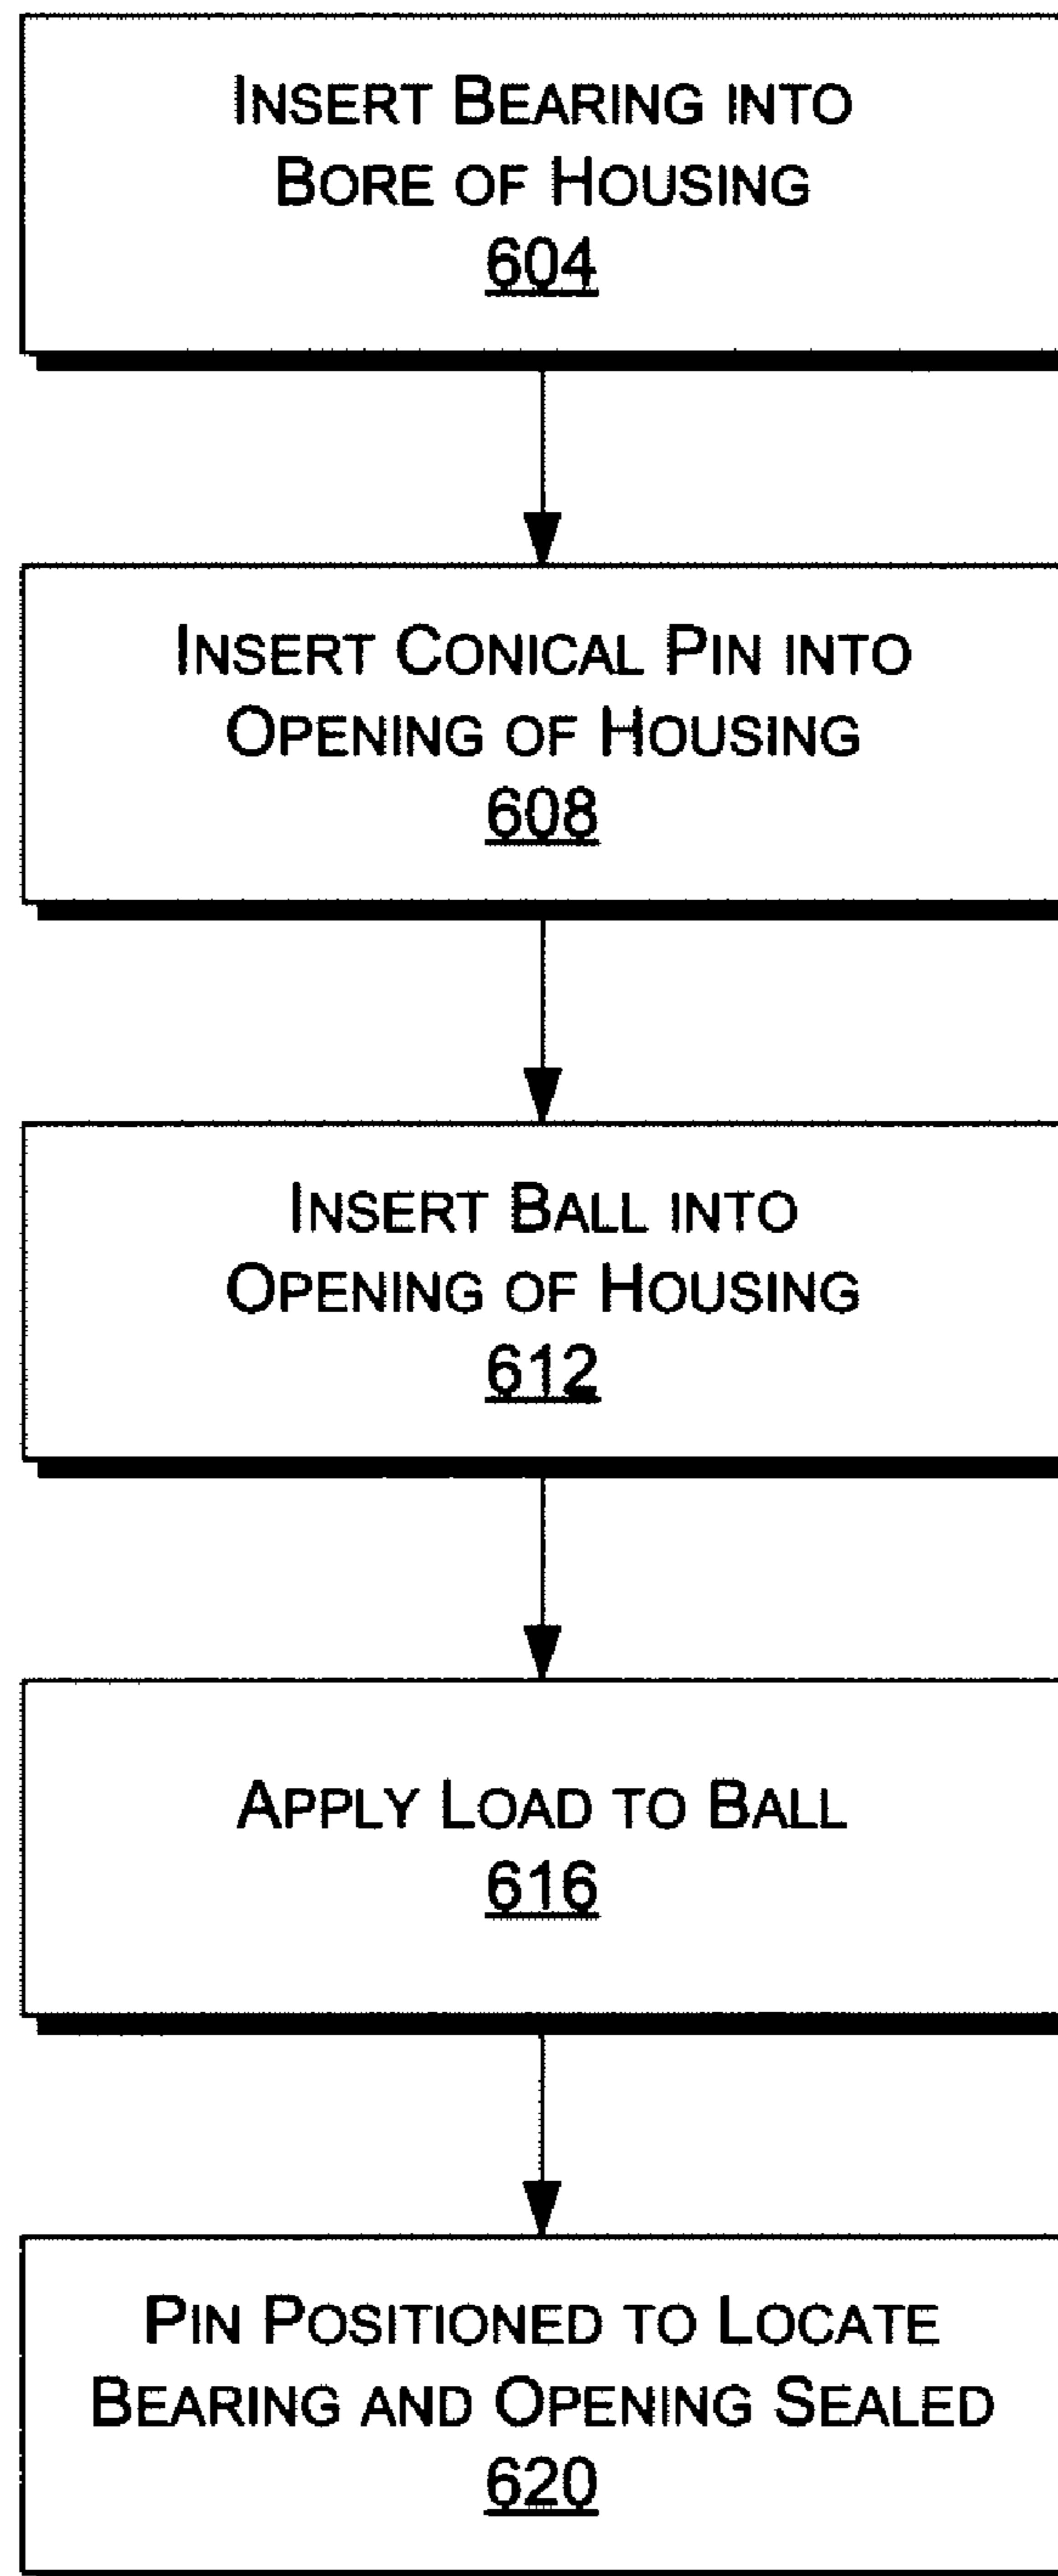 INSERT BEARING INTO
BORE OF HOUSING
604
INSERT CONICAL PIN INTO
OPENING OF HOUSING
608
INSERT BALL INTO
OPENING OF HOUSING
612
APPLY LOAD TO BALL
616
PIN POSITIONED TO LOCATE
BEARING AND OPENING SEALED
620